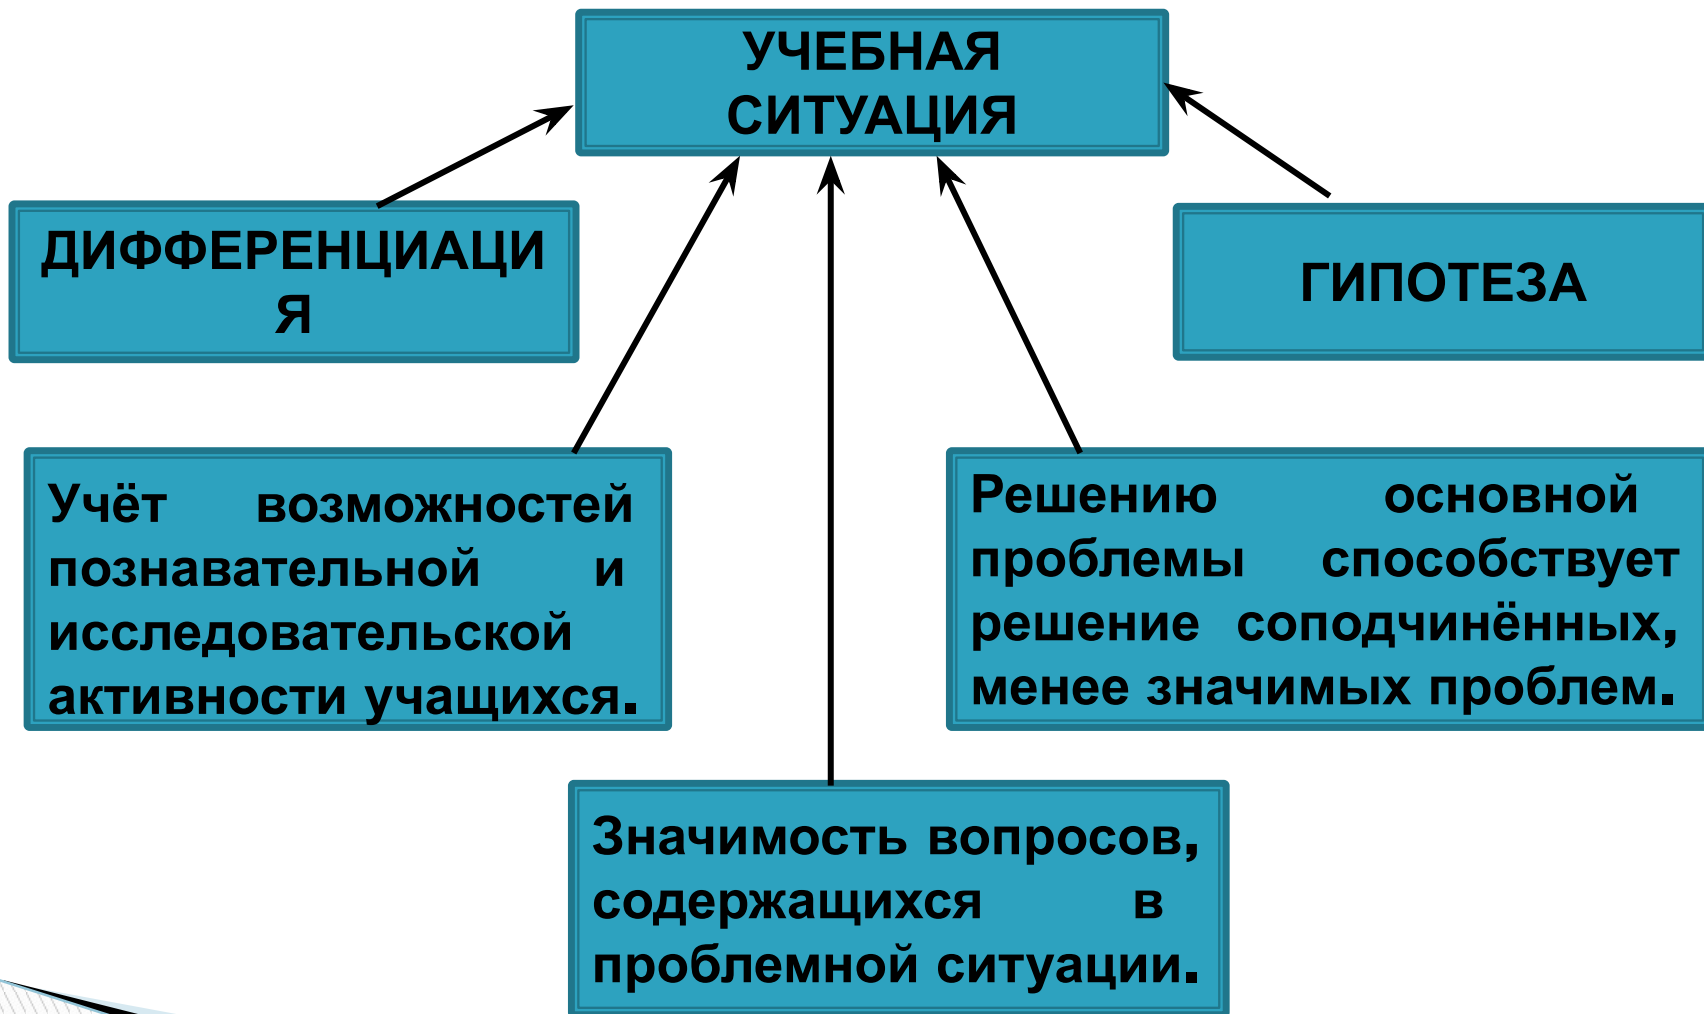 УЧЕБНАЯ
СИТУАЦИЯ
ДИФФЕРЕНЦИАЦИ
Я
ГИПОТЕЗА
Учёт возможностей
познавательной и
исследовательской
активности учащихся.
Решению основной
проблемы способствует
решение соподчинённых,
менее значимых проблем.
Значимость вопросов,
содержащихся в
проблемной ситуации.